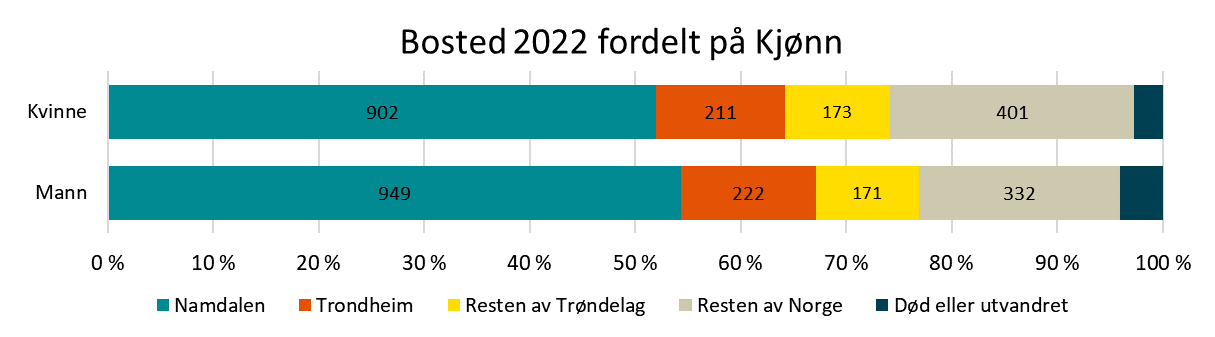 Bosted 2022 fordelt på Kjønn
Kvinne 902 211 173 401
Mann 949 222 171 332
0 % 10 % 20 % 30 % 40 % 50 % 60 % 70 % 80 % 90 % 100 %
Namdalen Trondheim Resten av Trøndelag Resten av Norge Død eller utvandret